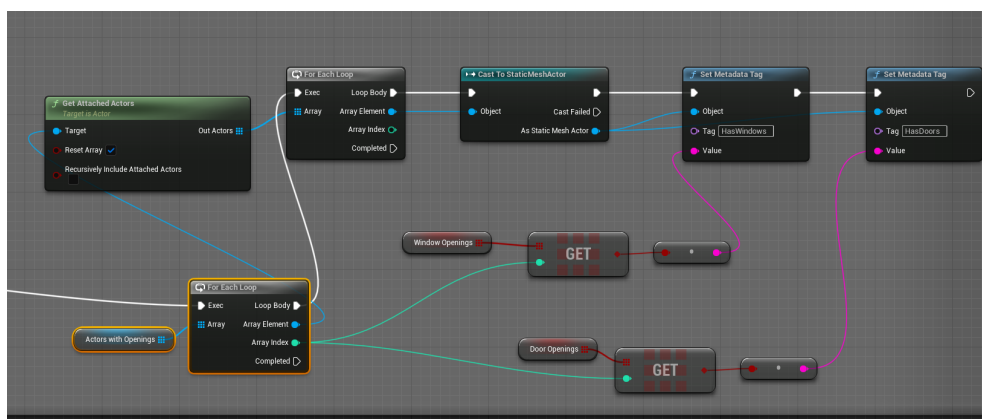 For Each Loop
Exec
Loop Body
Array
Array Element
Array Index
Completed
Cast To StaticMeshActor
Object
Cast Failed
As Static Mesh Actor
f Set Metadata Tag
Object
Tag
HasWindows
Value
f Set Metadata Tag
Object
Tag
HasDoors
Value
f Get Attached Actors
Target is Actor
Target
Out Actors
Reset Array
Recursively Include Attached Actors
Window Openings
GET
For Each Loop
Exec
Loop Body
Array
Array Element
Array Index
Completed
Actors with Openings
Door Openings
GET